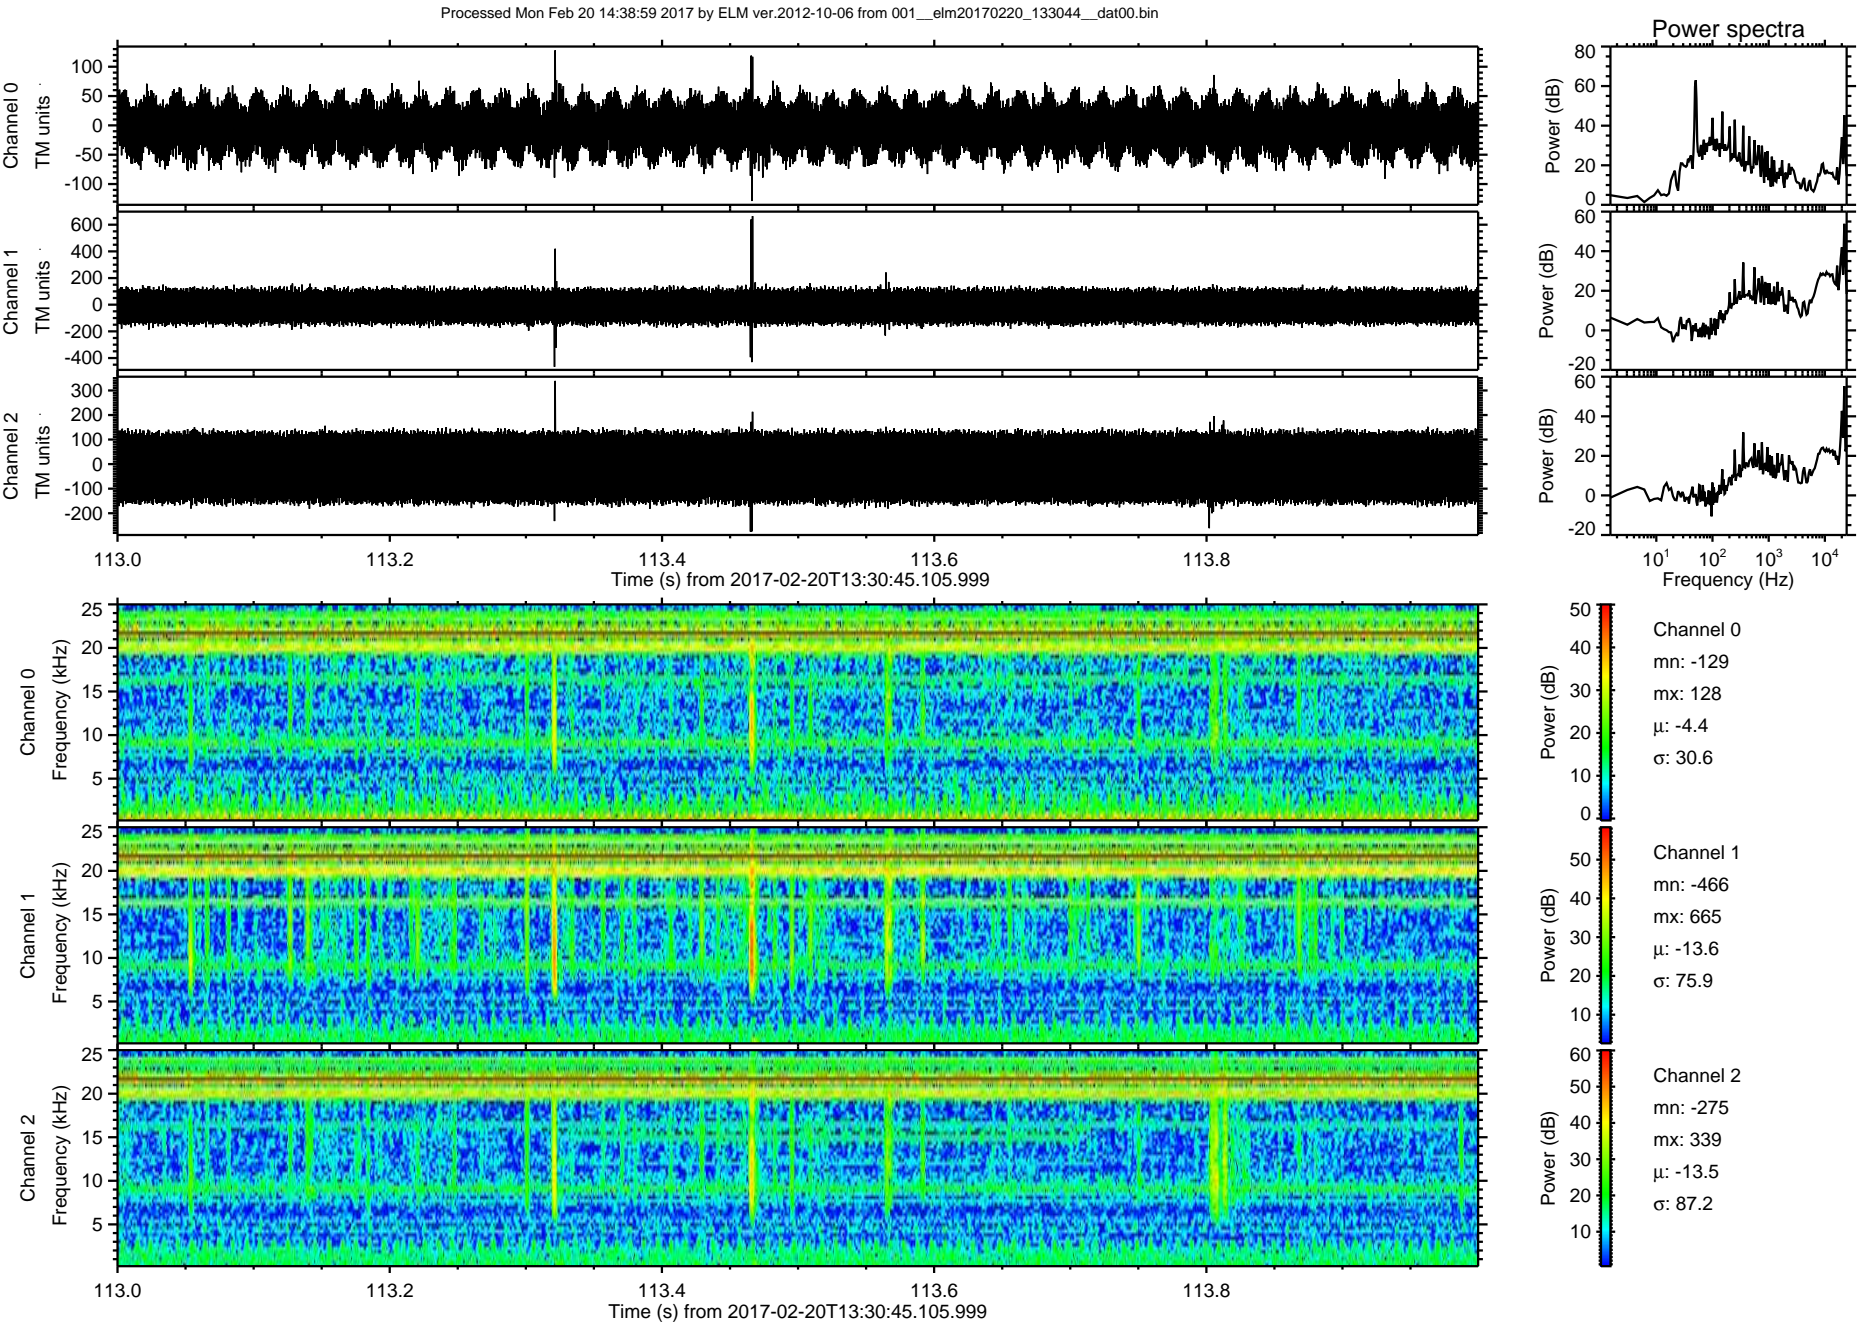 Processed Mon Feb 20 14:38:59 2017 by ELM ver.2012-10-06 from 001__elm20170220_133044__dat00.bin
Power spectra
Channel 0
TM units
100
50
0
-50
-100
Power (dB)
80
60
40
20
0
Channel 1
TM units
600
400
200
0
-200
-400
Power (dB)
60
40
20
0
-20
Channel 2
TM units
300
200
100
0
-100
-200
Power (dB)
60
40
20
0
-20
113.0 113.2 113.4 113.6 113.8
Time (s) from 2017-02-20T13:30:45.105.999
10¹ 10² 10³ 10⁴
Frequency (Hz)
Channel 0
Frequency (kHz)
25
20
15
10
5
Power (dB)
50
40
30
20
10
0
Channel 0
mn: -129
mx: 128
μ: -4.4
σ: 30.6
Channel 1
Frequency (kHz)
25
20
15
10
5
Power (dB)
50
40
30
20
10
Channel 1
mn: -466
mx: 665
μ: -13.6
σ: 75.9
Channel 2
Frequency (kHz)
25
20
15
10
5
Power (dB)
60
50
40
30
20
10
Channel 2
mn: -275
mx: 339
μ: -13.5
σ: 87.2
113.0 113.2 113.4 113.6 113.8
Time (s) from 2017-02-20T13:30:45.105.999